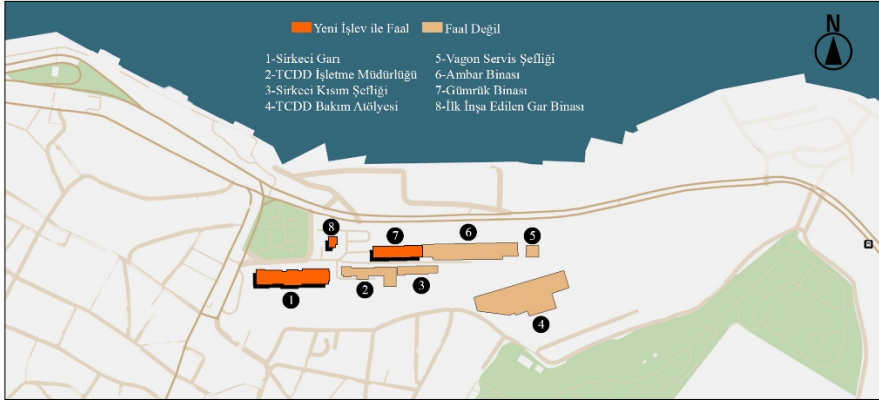 Yeni İşlev ile Faal
Faal Değil
N
1-Sirkeci Garı
2-TCDD İşletme Müdürlüğü
3-Sirkeci Kısım Şefliği
4-TCDD Bakım Atölyesi
5-Vagon Servis Şefliği
6-Ambar Binası
7-Gümrük Binası
8-İlk İnşa Edilen Gar Binası
8
7
6
5
1
2
3
4